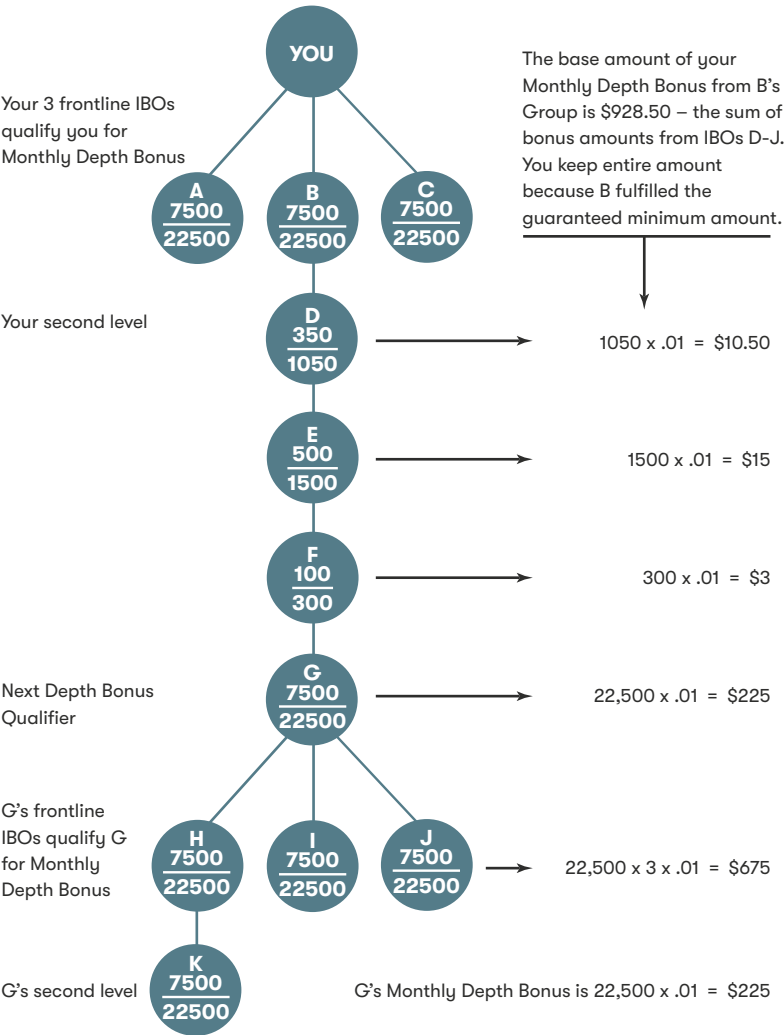 YOU
Your 3 frontline IBOs
qualify you for
Monthly Depth Bonus
The base amount of your
Monthly Depth Bonus from B’s
Group is $928.50 – the sum of
bonus amounts from IBOs D-J.
You keep entire amount
because B fulfilled the
guaranteed minimum amount.
A
7500
22500
B
7500
22500
C
7500
22500
Your second level
D
350
1050
1050 x .01 = $10.50
E
500
1500
1500 x .01 = $15
F
100
300
300 x .01 = $3
Next Depth Bonus
Qualifier
G
7500
22500
22,500 x .01 = $225
G’s frontline
IBOs qualify G
for Monthly
Depth Bonus
H
7500
22500
I
7500
22500
J
7500
22500
22,500 x 3 x .01 = $675
G’s second level
K
7500
22500
G’s Monthly Depth Bonus is 22,500 x .01 = $225